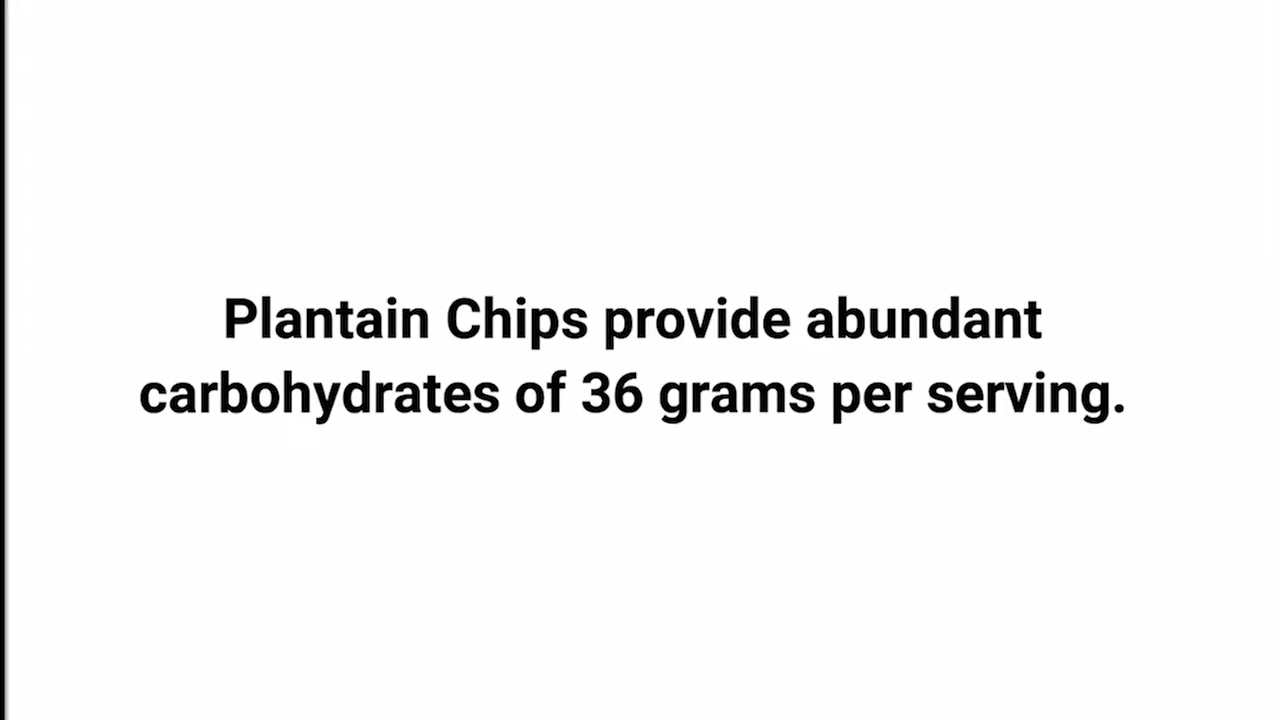 Plantain Chips provide abundant
carbohydrates of 36 grams per serving.